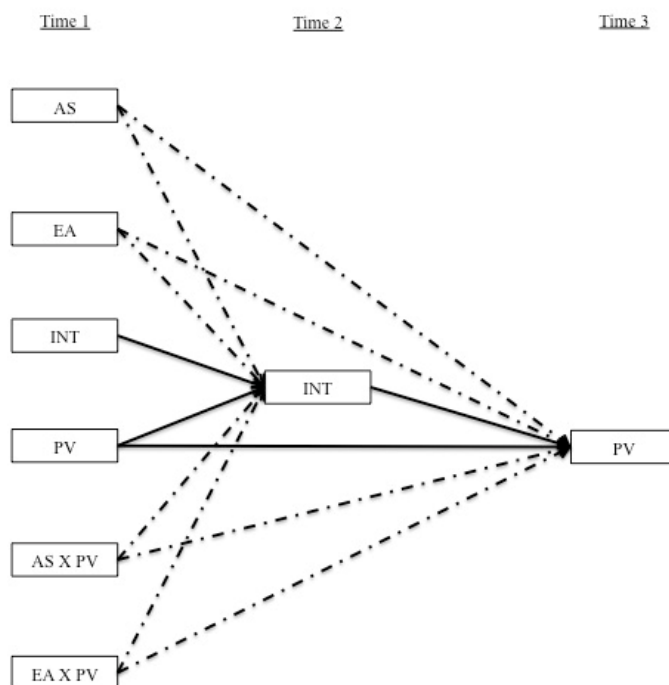 Time 1 Time 2 Time 3
AS
EA
INT
INT
PV
PV
AS X PV
EA X PV